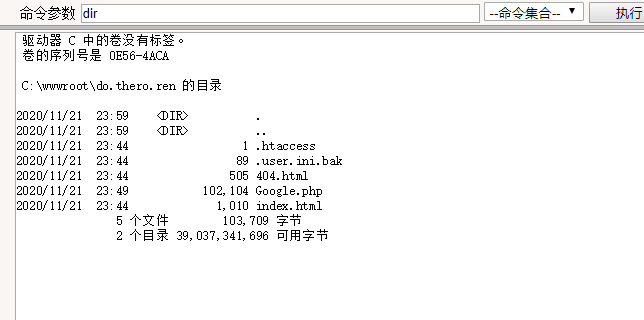 命令参数 dir --命令集合-- 执行
驱动器 C 中的卷没有标签。
卷的序列号是 0E56-4ACA
C:\wwwroot\do.thero.ren 的目录
2020/11/21  23:59    <DIR>          .
2020/11/21  23:59    <DIR>          ..
2020/11/21  23:44                 1 .htaccess
2020/11/21  23:44                89 .user.ini.bak
2020/11/21  23:44               505 404.html
2020/11/21  23:49           102,104 Google.php
2020/11/21  23:44             1,010 index.html
5 个文件        103,709 字节
2 个目录 39,037,341,696 可用字节